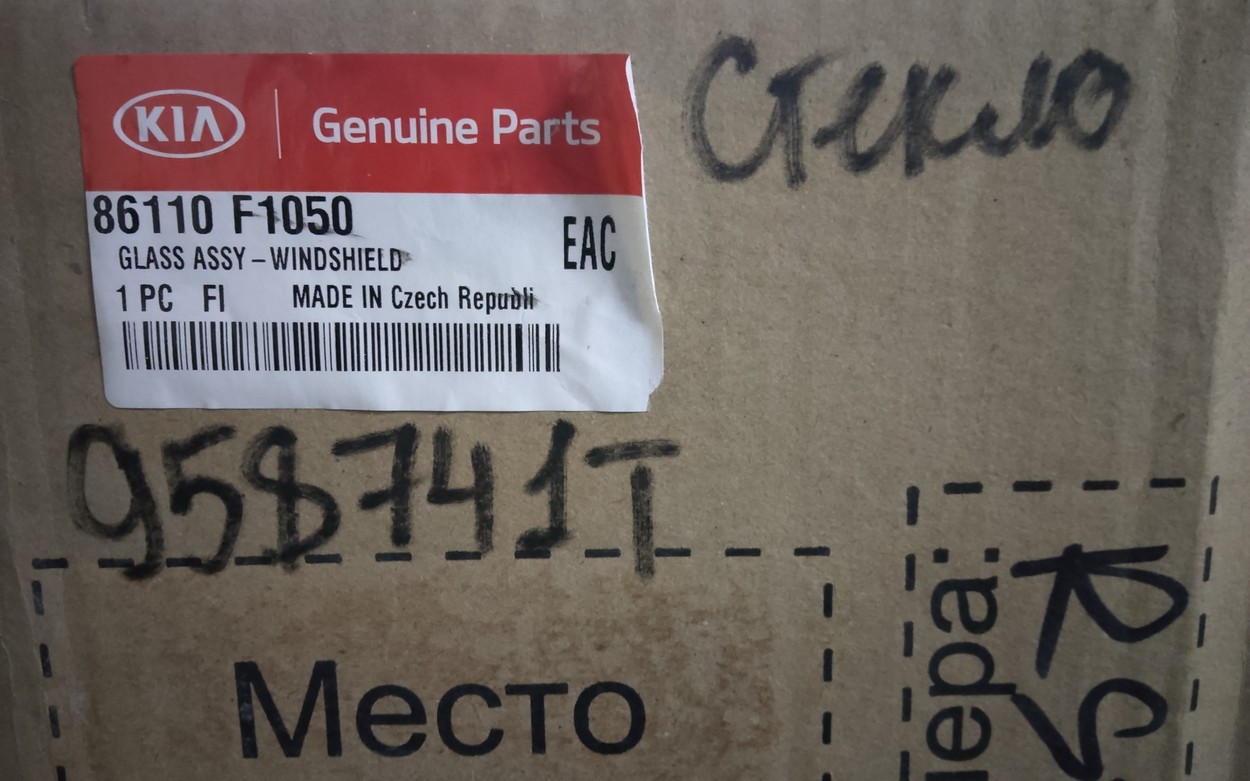 KIA Genuine Parts
Стекло
86110 F1050
EAC
GLASS ASSY – WINDSHIELD
1 PC FI MADE IN Czech Republi
958741T
Место